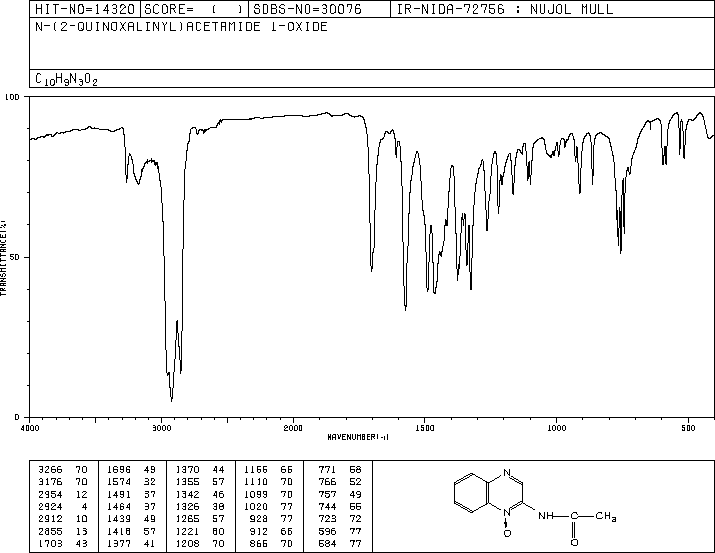 HIT-NO=14320 SCORE= ( ) SDBS-NO=30076 IR-NIDA-72756 : NUJOL MULL
N-(2-QUINOXALINYL)ACETAMIDE 1-OXIDE
C10H9N3O2
100
50
0
TRANSMITTANCE(%)
4000 3000 2000 1500 1000 500
WAVENUMBER(-1)
3266 70 1696 49 1370 44 1166 66 771 58
3176 70 1574 32 1355 57 1110 70 766 52
2954 12 1491 37 1342 46 1099 70 757 49
2924 4 1464 37 1326 38 1020 77 744 55
2912 10 1439 49 1265 57 928 77 723 72
2855 13 1418 57 1221 60 912 66 596 77
1703 43 1377 41 1208 70 866 70 584 77
N
N NH C CH3
O O